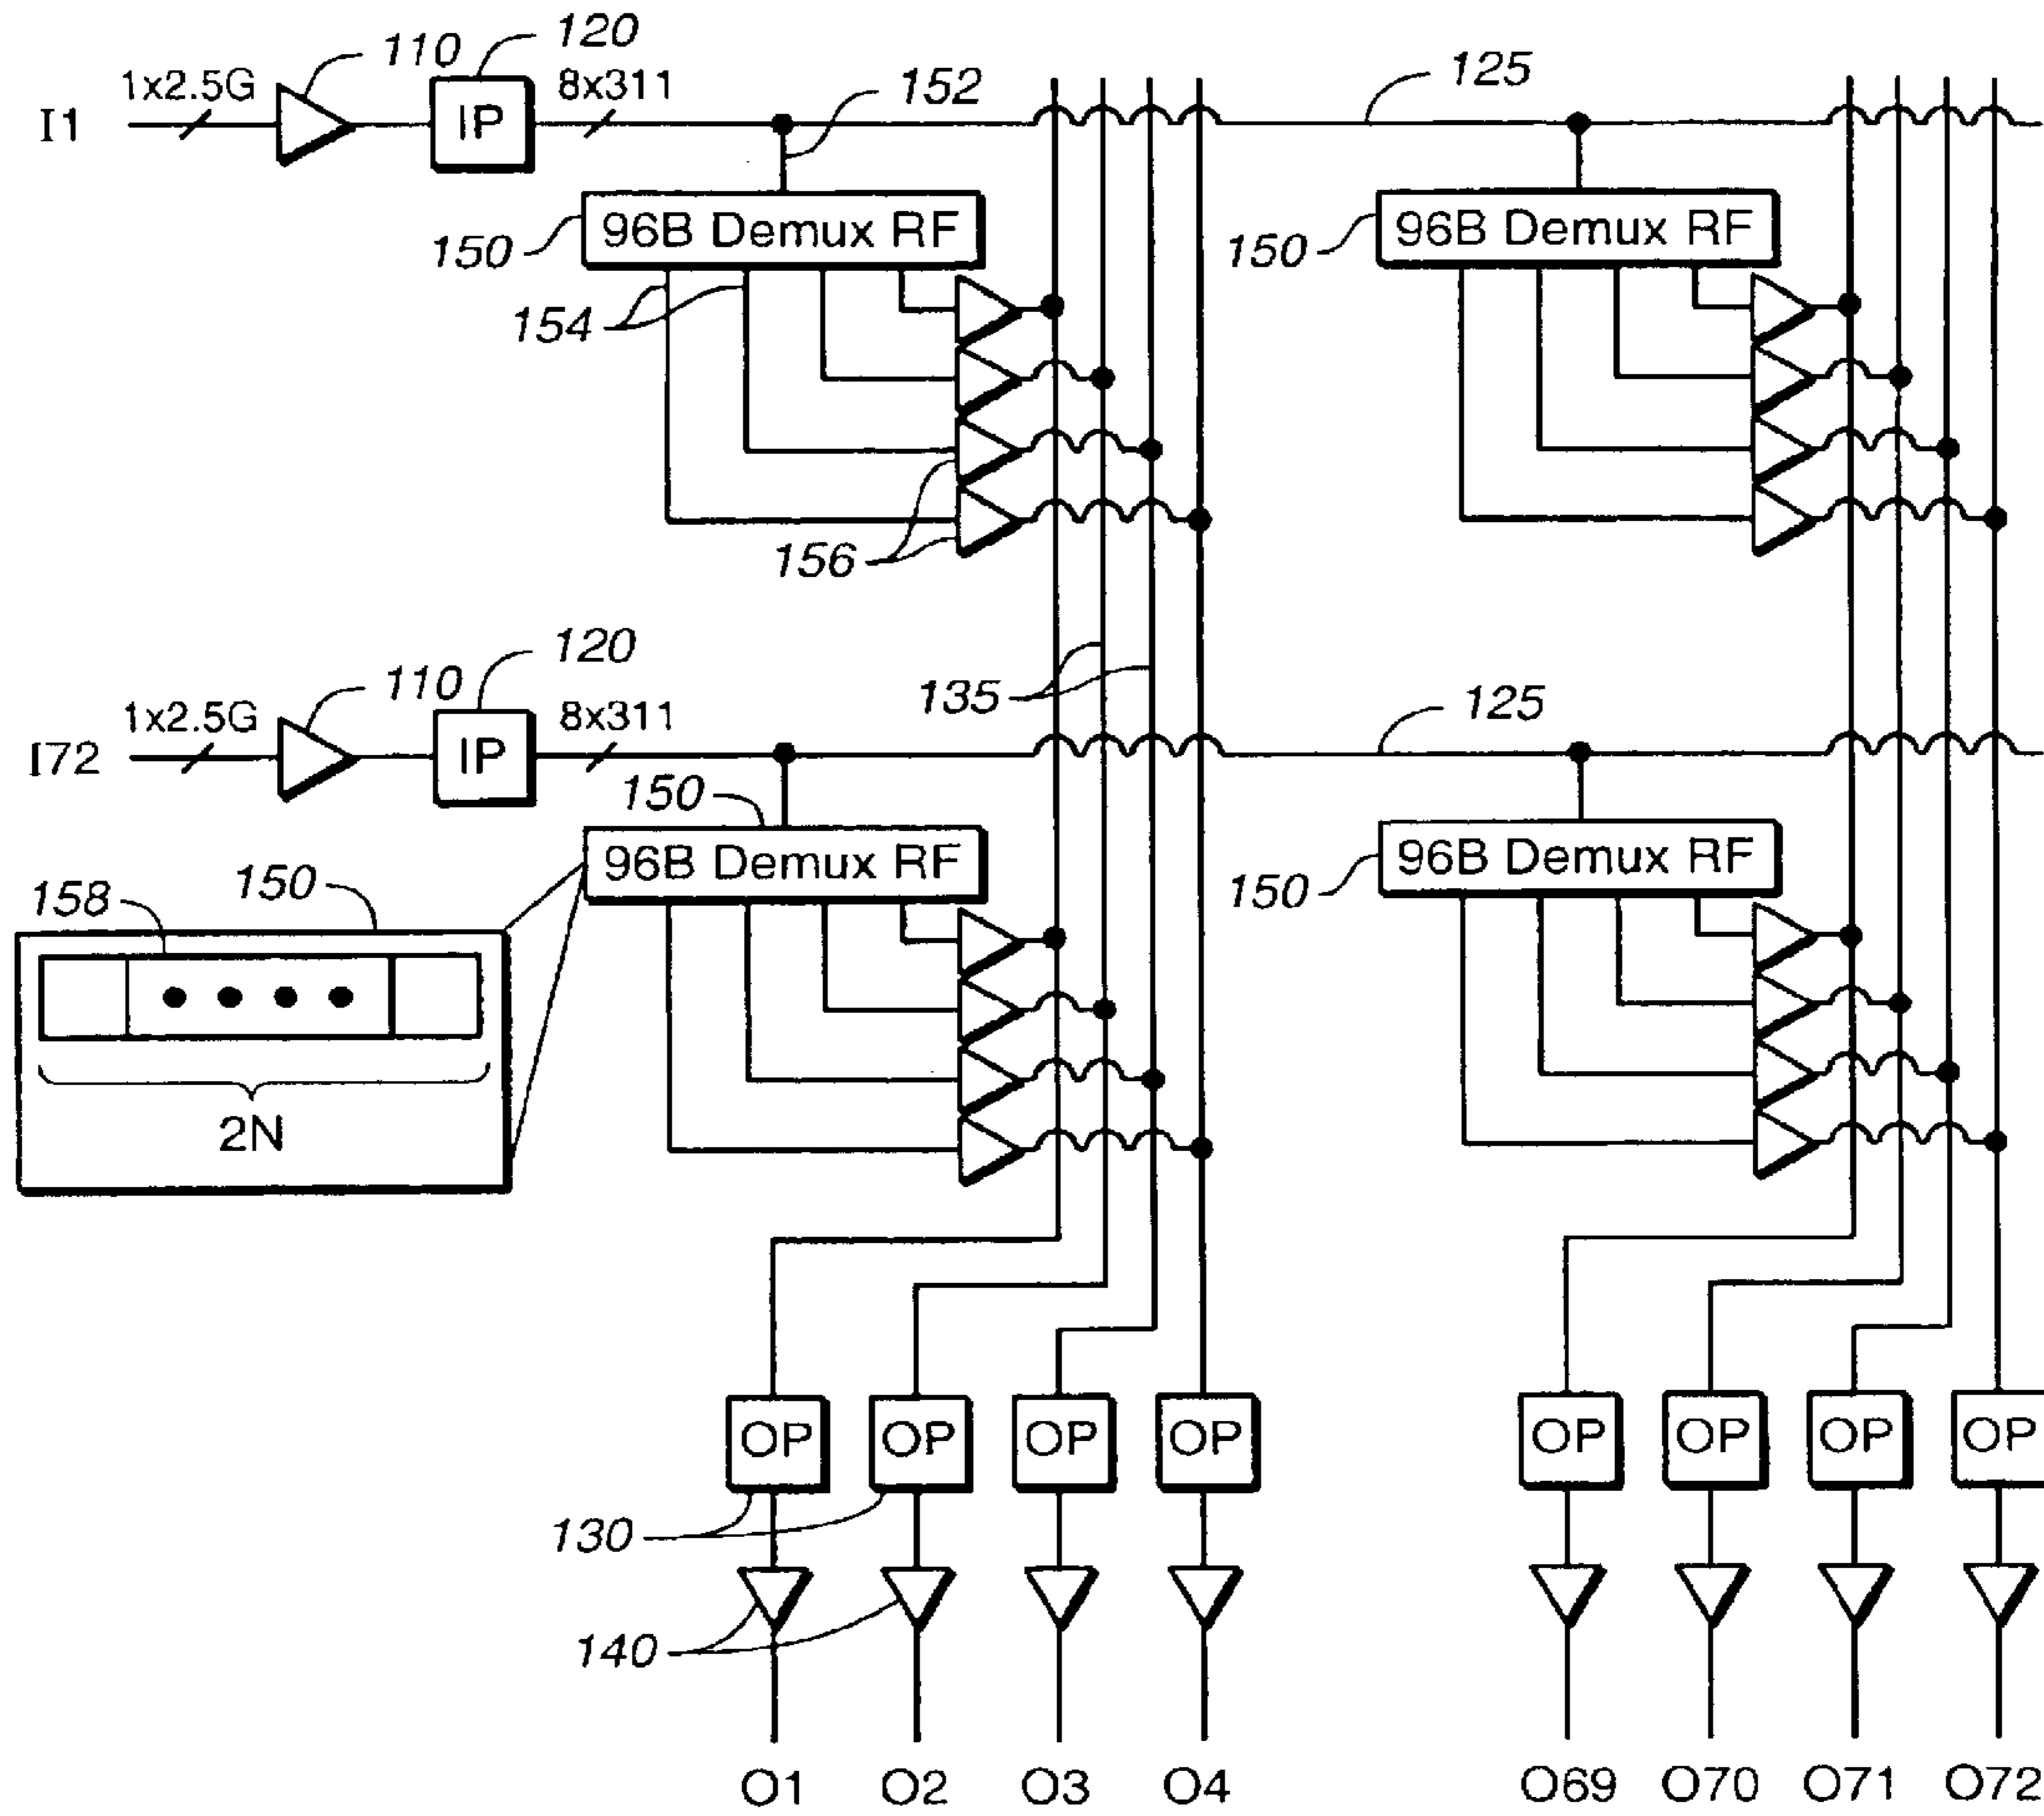 110
120
1x2.5G
8x311
152
125
I1
IP
150
96B Demux RF
150
96B Demux RF
154
156
120
110
135
125
1x2.5G
8x311
I72
IP
150
96B Demux RF
150
96B Demux RF
158
150
2N
OP
OP
OP
OP
OP
OP
OP
OP
130
140
O1
O2
O3
O4
O69
O70
O71
O72